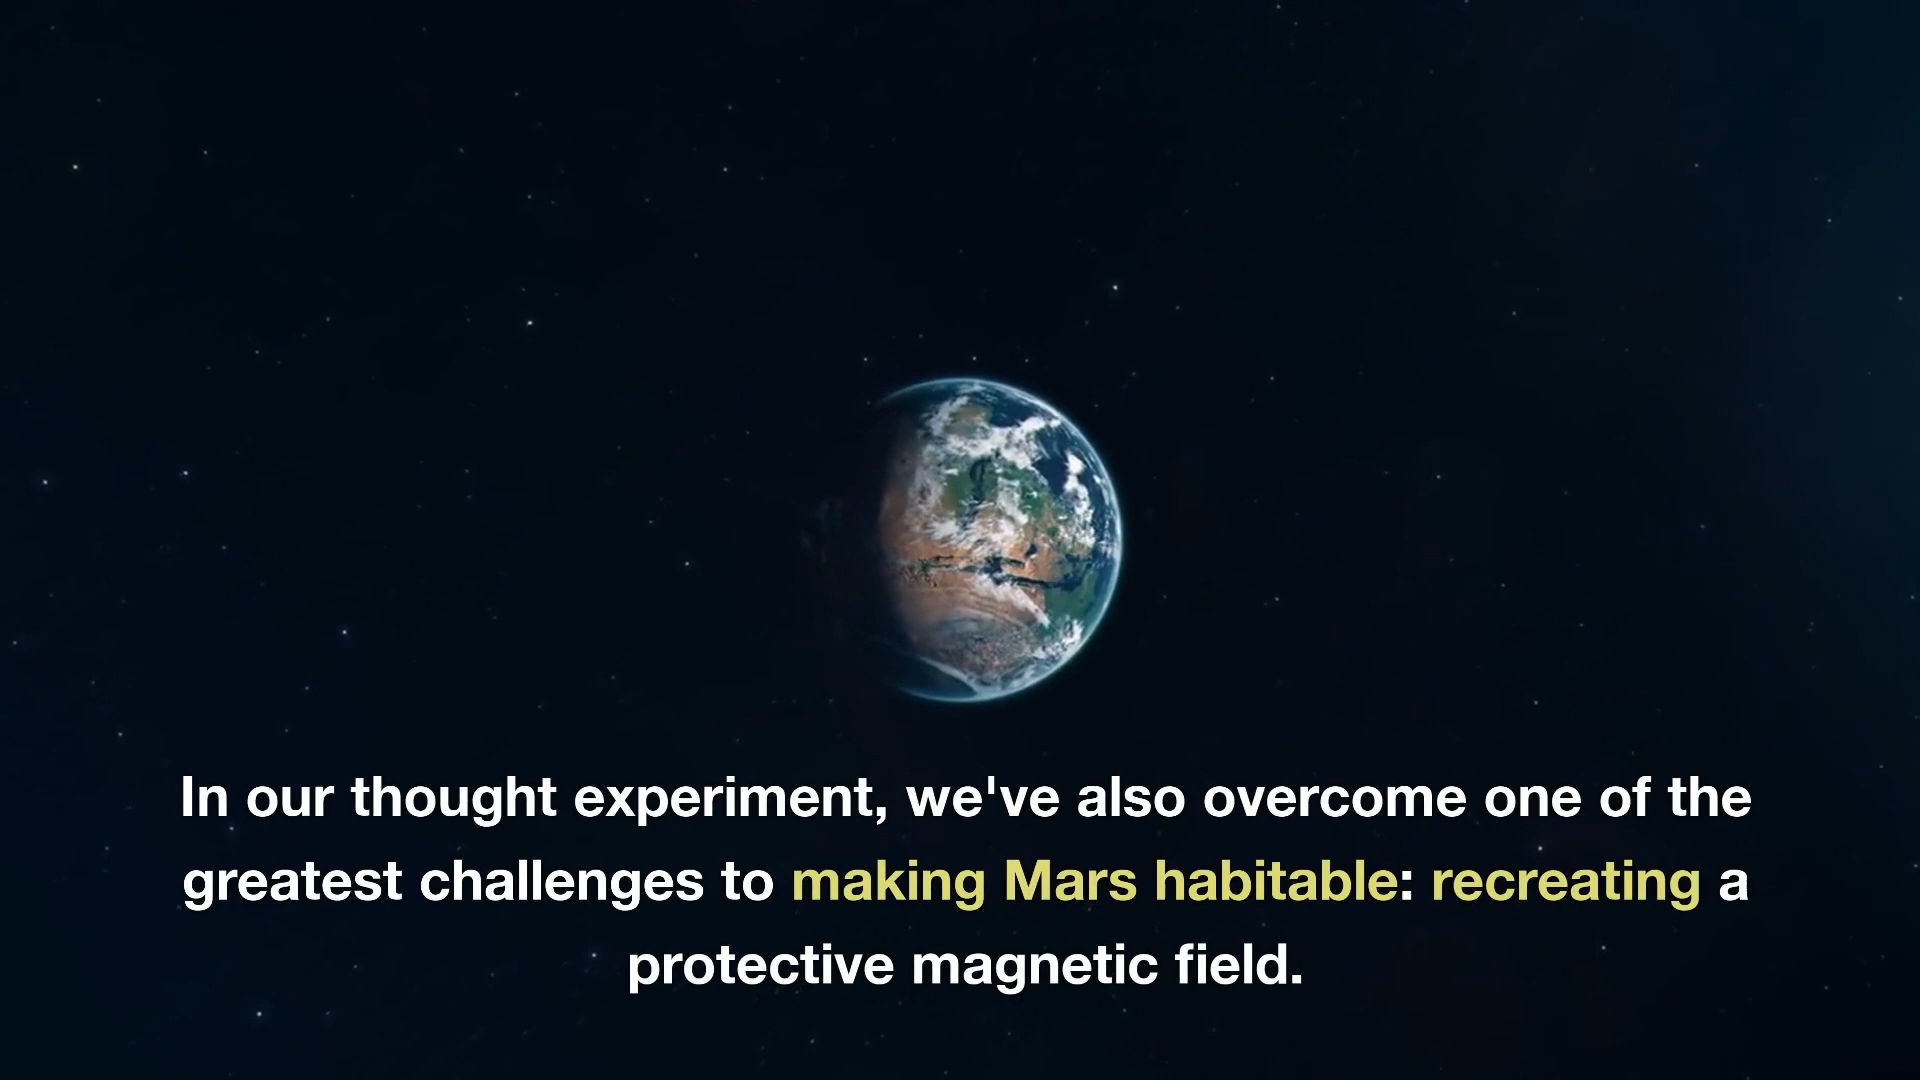 In our thought experiment, we've also overcome one of the
greatest challenges to making Mars habitable: recreating a
protective magnetic field.